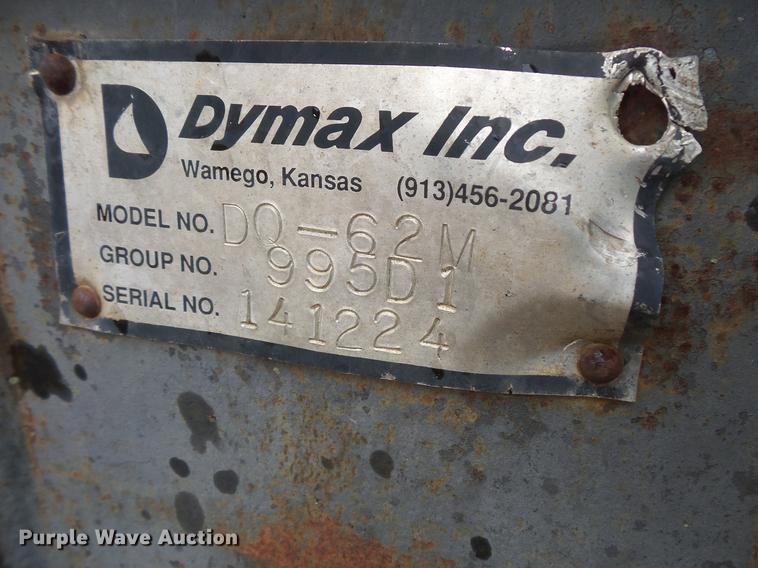 Dymax Inc.
Wamego, Kansas (913)456-2081
MODEL NO. DQ-62M
GROUP NO. 995D1
SERIAL NO. 141224
Purple Wave Auction